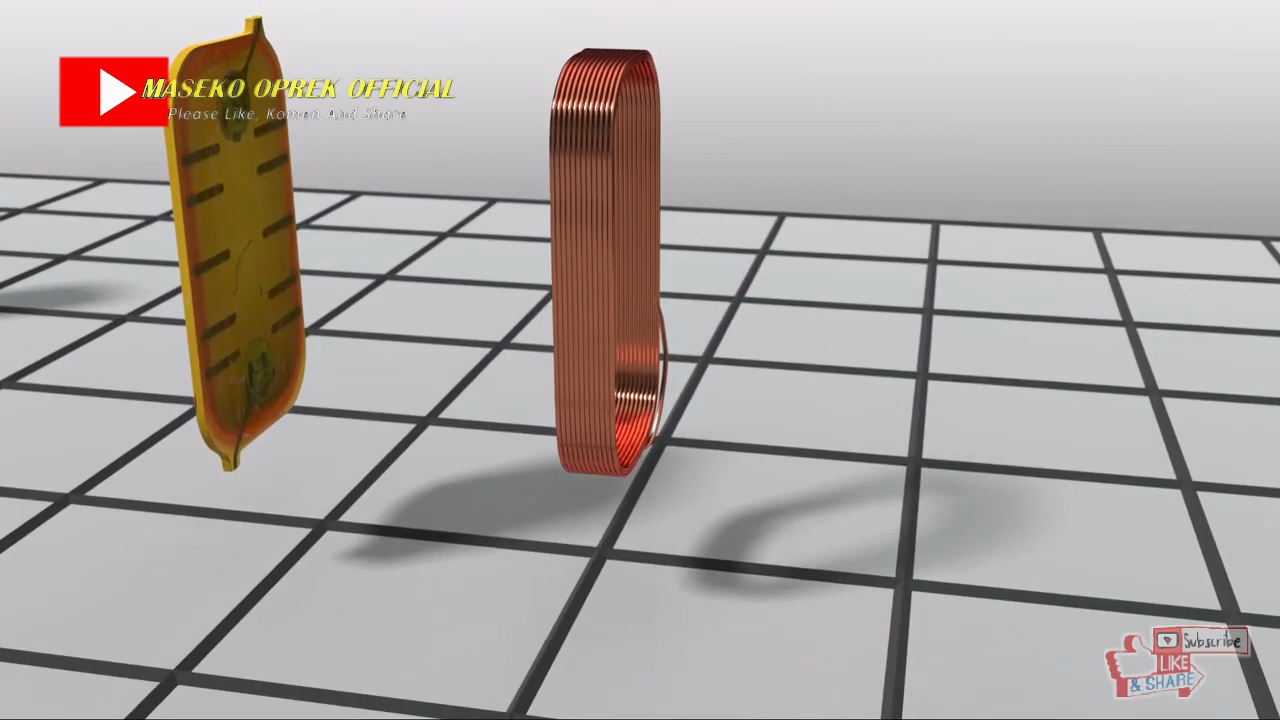 MASEKO OPREK OFFICIAL
Please Like, Komen And Share
Subscribe
LIKE
& SHARE